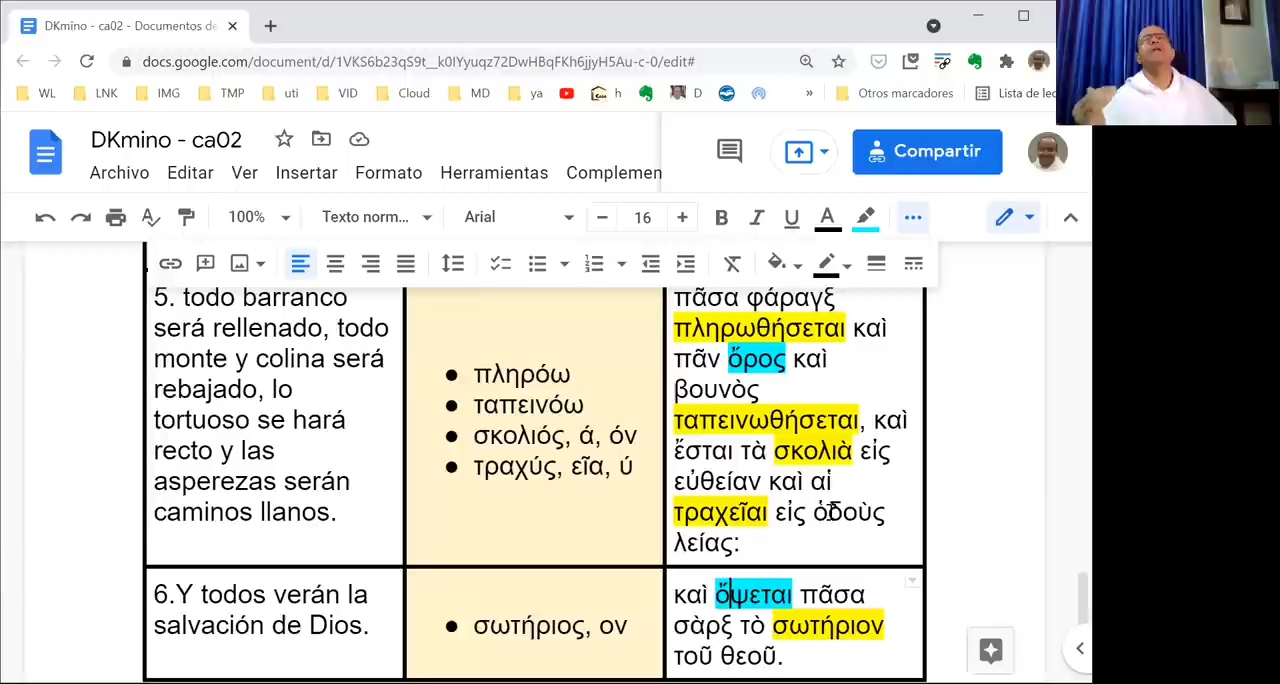 DKmino - ca02 - Documentos de
docs.google.com/document/d/1VKS6b23qS9t__k0IYyuqz72DwHBqFKh6jjyH5Au-c-0/edit#
WL LNK IMG TMP uti VID Cloud MD ya h D » Otros marcadores Lista de lec
DKmino - ca02
Compartir
Archivo Editar Ver Insertar Formato Herramientas Complemen
100% Texto norm... Arial 16 B I U A
5. todo barranco
será rellenado, todo
monte y colina será
rebajado, lo
tortuoso se hará
recto y las
asperezas serán
caminos llanos.
● πληρόω
● ταπεινόω
● σκολιός, ά, όν
● τραχύς, εῖα, ύ
πᾶσα φάραγξ
πληρωθήσεται καὶ
πᾶν ὄρος καὶ
βουνὸς
ταπεινωθήσεται, καὶ
ἔσται τὰ σκολιὰ εἰς
εὐθείαν καὶ αἱ
τραχεῖαι εἰς ὁδοὺς
λείας:
6.Y todos verán la
salvación de Dios.
● σωτήριος, ον
καὶ ὄψεται πᾶσα
σὰρξ τὸ σωτήριον
τοῦ θεοῦ.